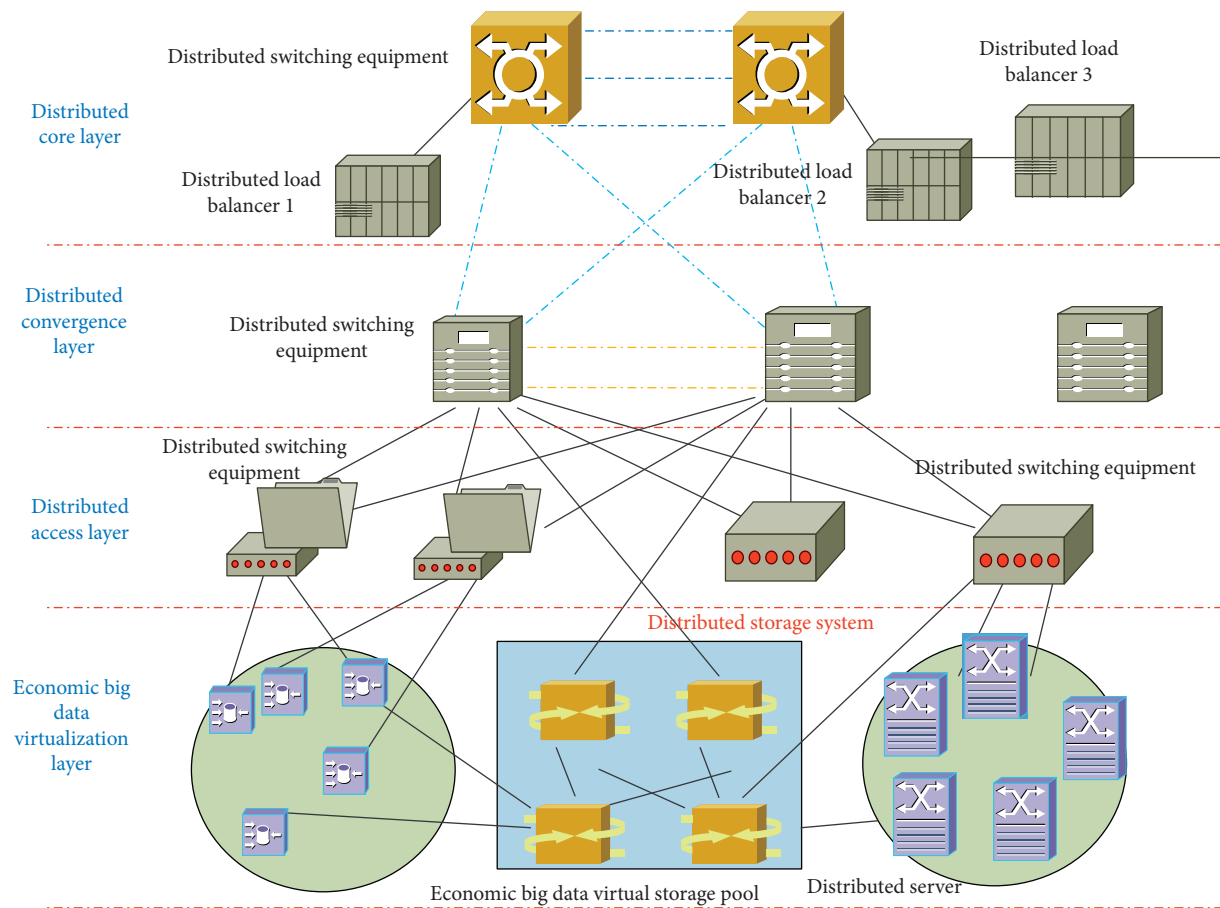 Distributed switching equipment
Distributed load
balancer 3
Distributed
core layer
Distributed load
balancer 1
Distributed load
balancer 2
Distributed
convergence
layer
Distributed switching
equipment
Distributed switching
equipment
Distributed switching equipment
Distributed
access layer
Distributed storage system
Economic big
data
virtualization
layer
Economic big data virtual storage pool
Distributed server